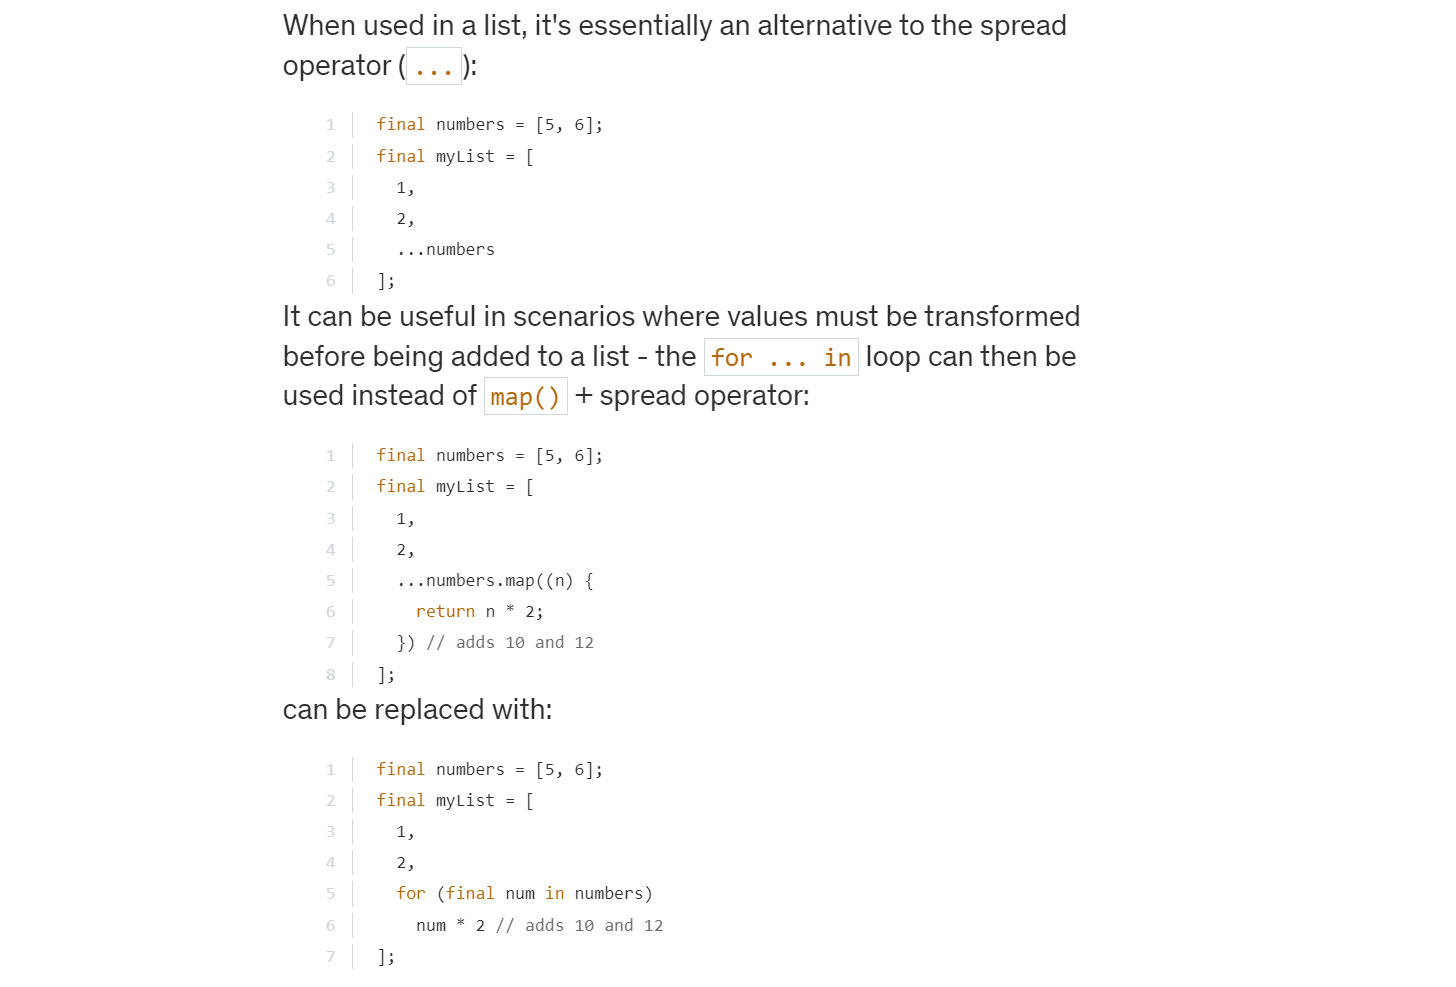 When used in a list, it's essentially an alternative to the spread
operator ( ... ):
1 final numbers = [5, 6];
2 final myList = [
3 1,
4 2,
5 ...numbers
6 ];
It can be useful in scenarios where values must be transformed
before being added to a list - the for ... in loop can then be
used instead of map() + spread operator:
1 final numbers = [5, 6];
2 final myList = [
3 1,
4 2,
5 ...numbers.map((n) {
6 return n * 2;
7 }) // adds 10 and 12
8 ];
can be replaced with:
1 final numbers = [5, 6];
2 final myList = [
3 1,
4 2,
5 for (final num in numbers)
6 num * 2 // adds 10 and 12
7 ];